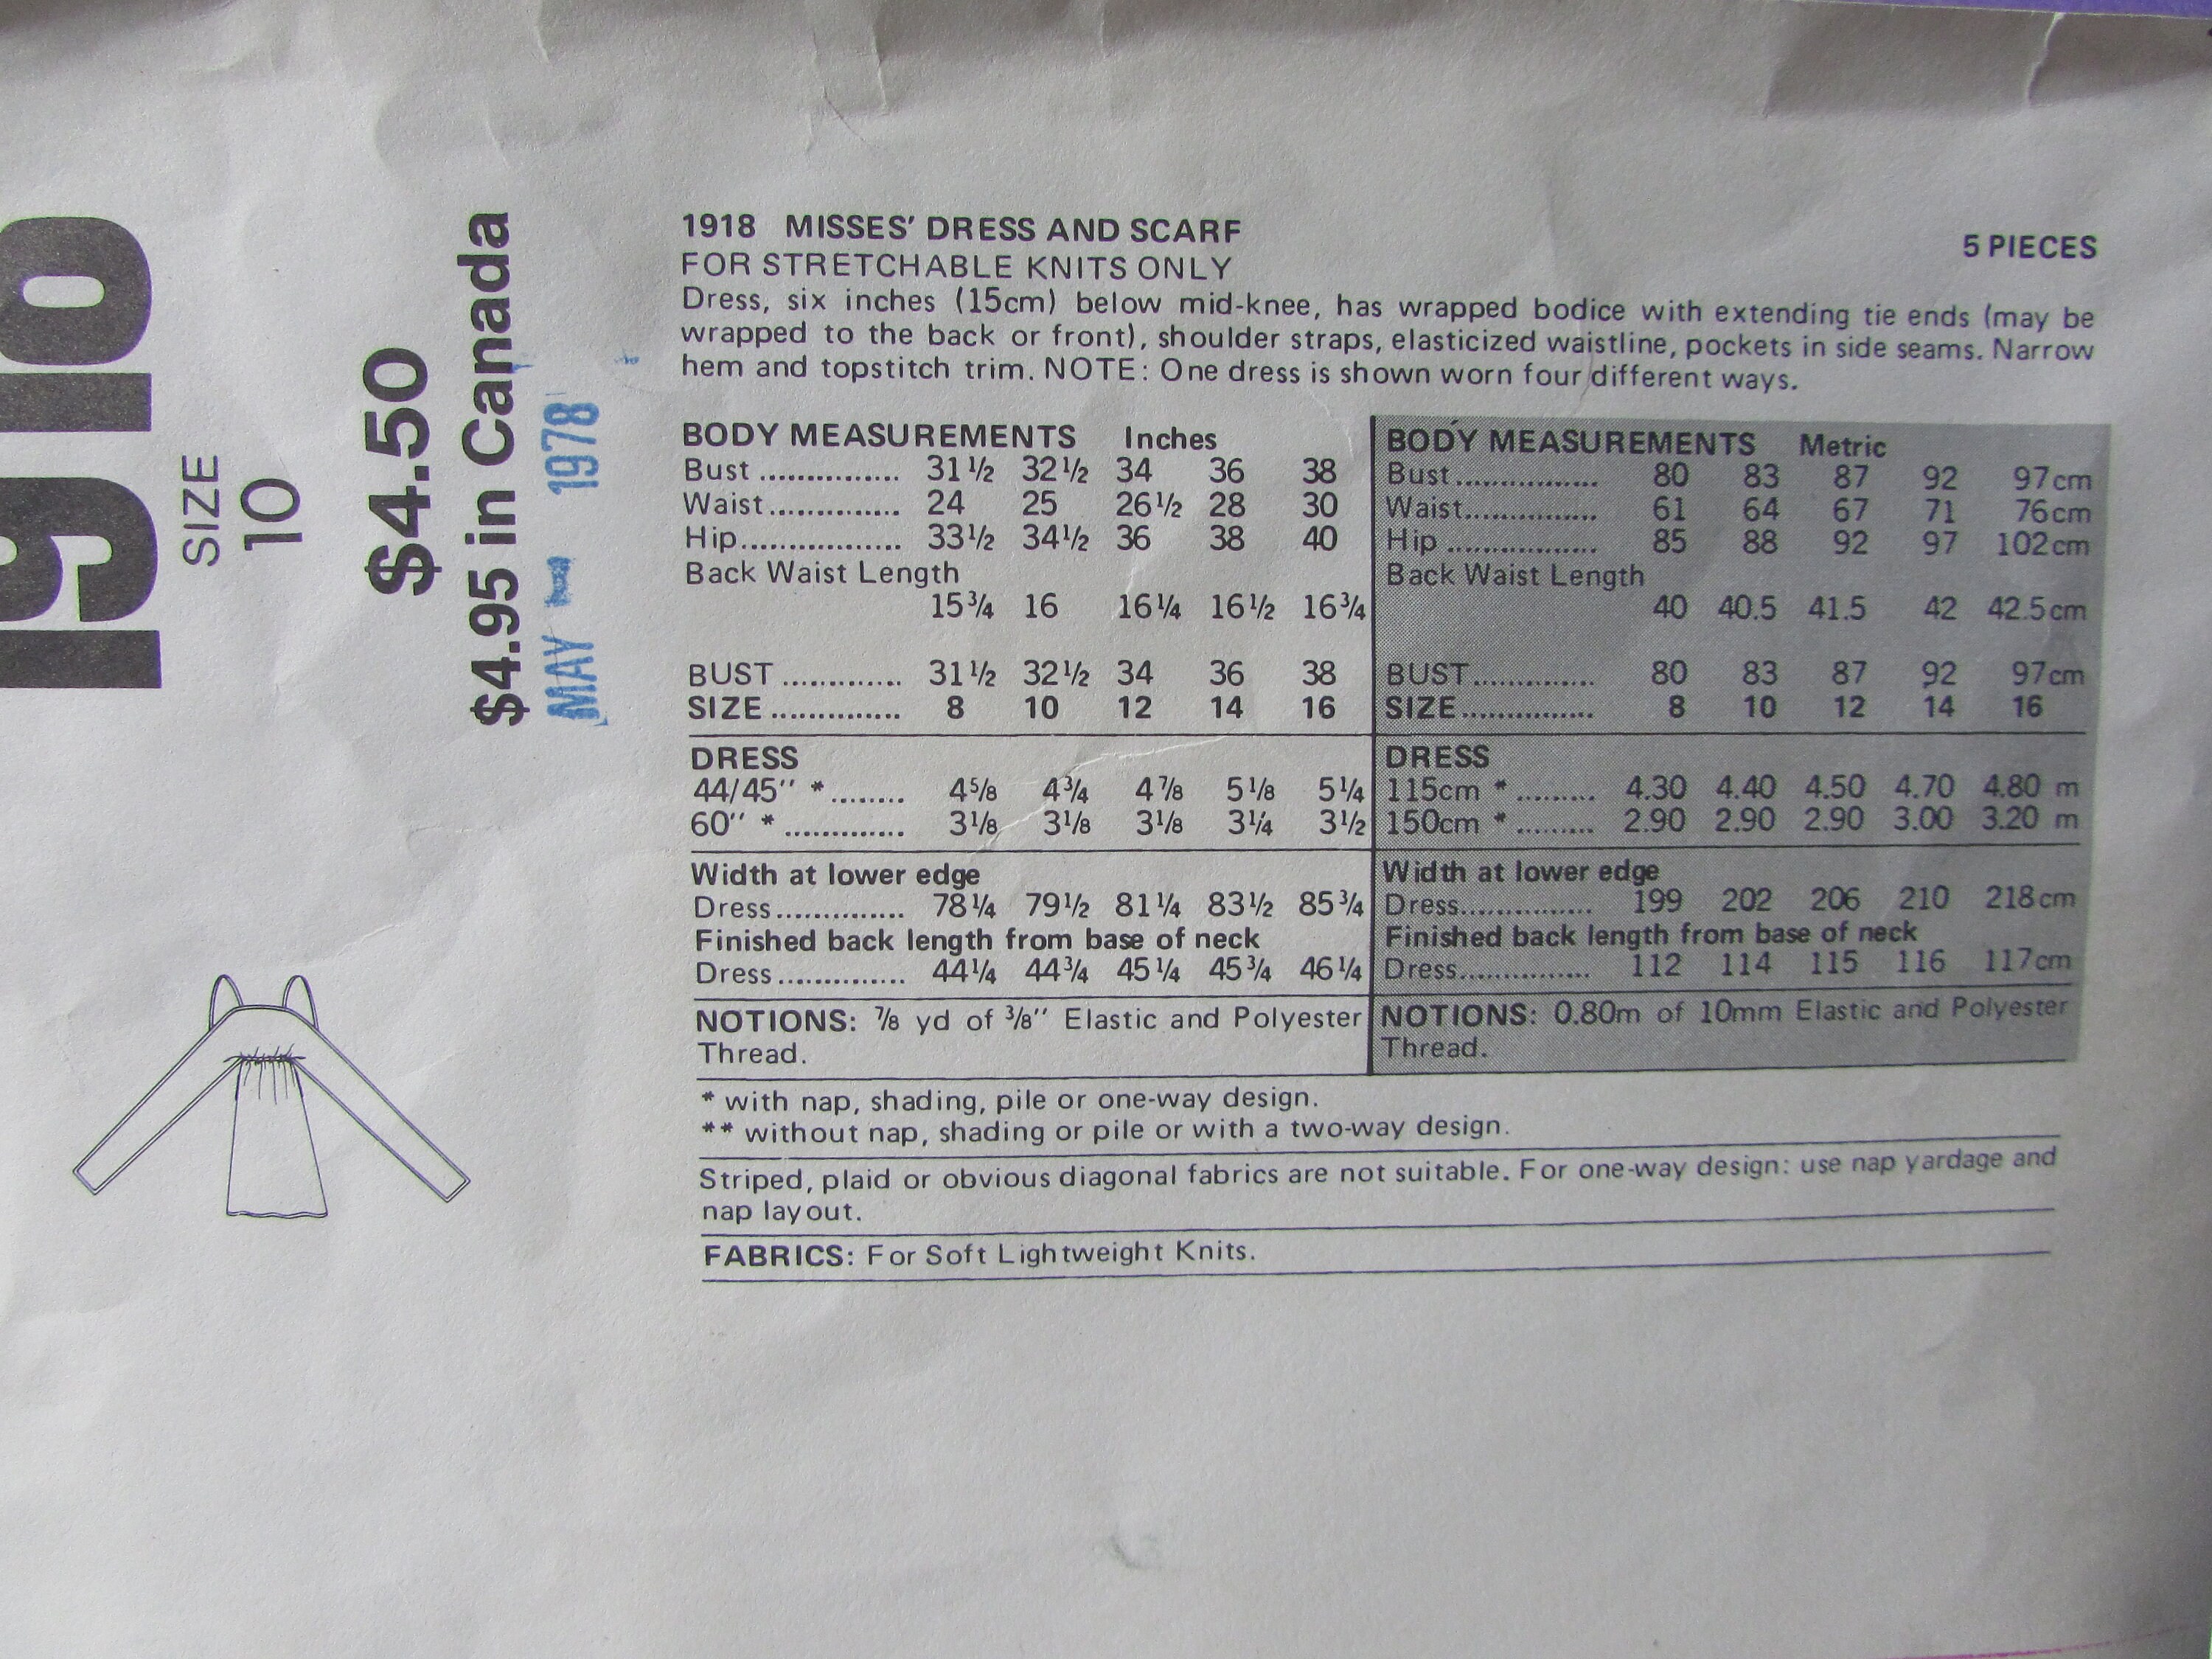 1918
SIZE
10
$4.50
$4.95 in Canada
MAY 1978
1918 MISSES' DRESS AND SCARF
5 PIECES
FOR STRETCHABLE KNITS ONLY
Dress, six inches (15cm) below mid-knee, has wrapped bodice with extending tie ends (may be
wrapped to the back or front), shoulder straps, elasticized waistline, pockets in side seams. Narrow
hem and topstitch trim. NOTE: One dress is shown worn four different ways.
BODY MEASUREMENTS Inches
Bust ............... 31½ 32½ 34 36 38
Waist .............. 24 25 26½ 28 30
Hip................. 33½ 34½ 36 38 40
Back Waist Length
15¾ 16 16¼ 16½ 16¾
BUST ............. 31½ 32½ 34 36 38
SIZE .............. 8 10 12 14 16
DRESS
44/45'' * ........ 4⅝ 4¾ 4⅞ 5⅛ 5¼
60'' * ............. 3⅛ 3⅛ 3⅛ 3¼ 3½
Width at lower edge
Dress.............. 78¼ 79½ 81¼ 83½ 85¾
Finished back length from base of neck
Dress .............. 44¼ 44¾ 45¼ 45¾ 46¼
NOTIONS: ⅞ yd of ⅜'' Elastic and Polyester
Thread.
BODY MEASUREMENTS Metric
Bust................ 80 83 87 92 97cm
Waist............... 61 64 67 71 76cm
Hip ................. 85 88 92 97 102cm
Back Waist Length
40 40.5 41.5 42 42.5cm
BUST.............. 80 83 87 92 97cm
SIZE............... 8 10 12 14 16
DRESS
115cm * ......... 4.30 4.40 4.50 4.70 4.80 m
150cm * ......... 2.90 2.90 2.90 3.00 3.20 m
Width at lower edge
Dress............... 199 202 206 210 218cm
Finished back length from base of neck
Dress............... 112 114 115 116 117cm
NOTIONS: 0.80m of 10mm Elastic and Polyester
Thread.
* with nap, shading, pile or one-way design.
** without nap, shading or pile or with a two-way design.
Striped, plaid or obvious diagonal fabrics are not suitable. For one-way design: use nap yardage and
nap layout.
FABRICS: For Soft Lightweight Knits.